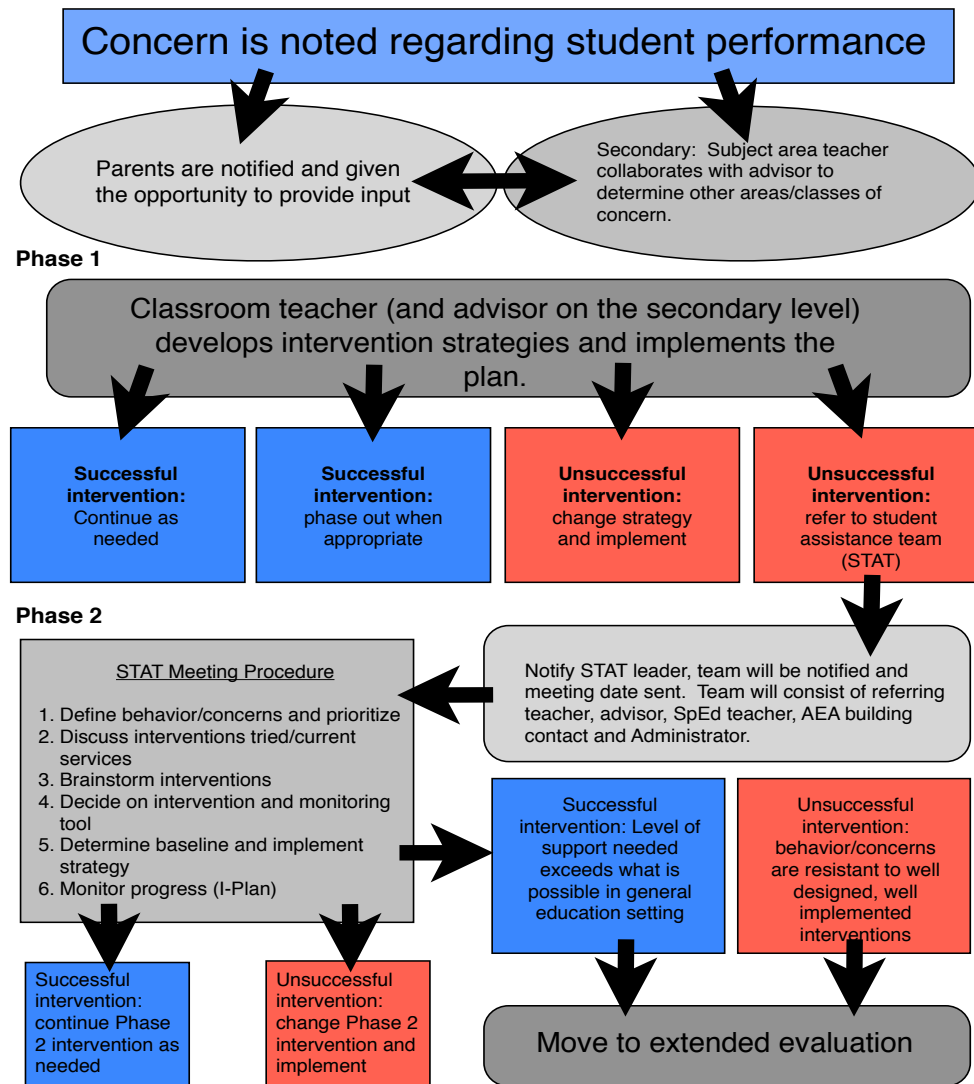 Concern is noted regarding student performance
Parents are notified and given
the opportunity to provide input
Secondary:  Subject area teacher
collaborates with advisor to
determine other areas/classes of
concern.
Phase 1
Classroom teacher (and advisor on the secondary level)
develops intervention strategies and implements the
plan.
Successful
intervention:
Continue as
needed
Successful
intervention:
phase out when
appropriate
Unsuccessful
intervention:
change strategy
and implement
Unsuccessful
intervention:
refer to student
assistance team
(STAT)
Phase 2
Notify STAT leader, team will be notified and
meeting date sent.  Team will consist of referring
teacher, advisor, SpEd teacher, AEA building
contact and Administrator.
STAT Meeting Procedure
1. Define behavior/concerns and prioritize
2. Discuss interventions tried/current
services
3. Brainstorm interventions
4. Decide on intervention and monitoring
tool
5. Determine baseline and implement
strategy
6. Monitor progress (I-Plan)
Successful
intervention: Level of
support needed
exceeds what is
possible in general
education setting
Unsuccessful
intervention:
behavior/concerns
are resistant to well
designed, well
implemented
interventions
Successful
intervention:
continue Phase
2 intervention as
needed
Unsuccessful
intervention:
change Phase 2
intervention and
implement
Move to extended evaluation